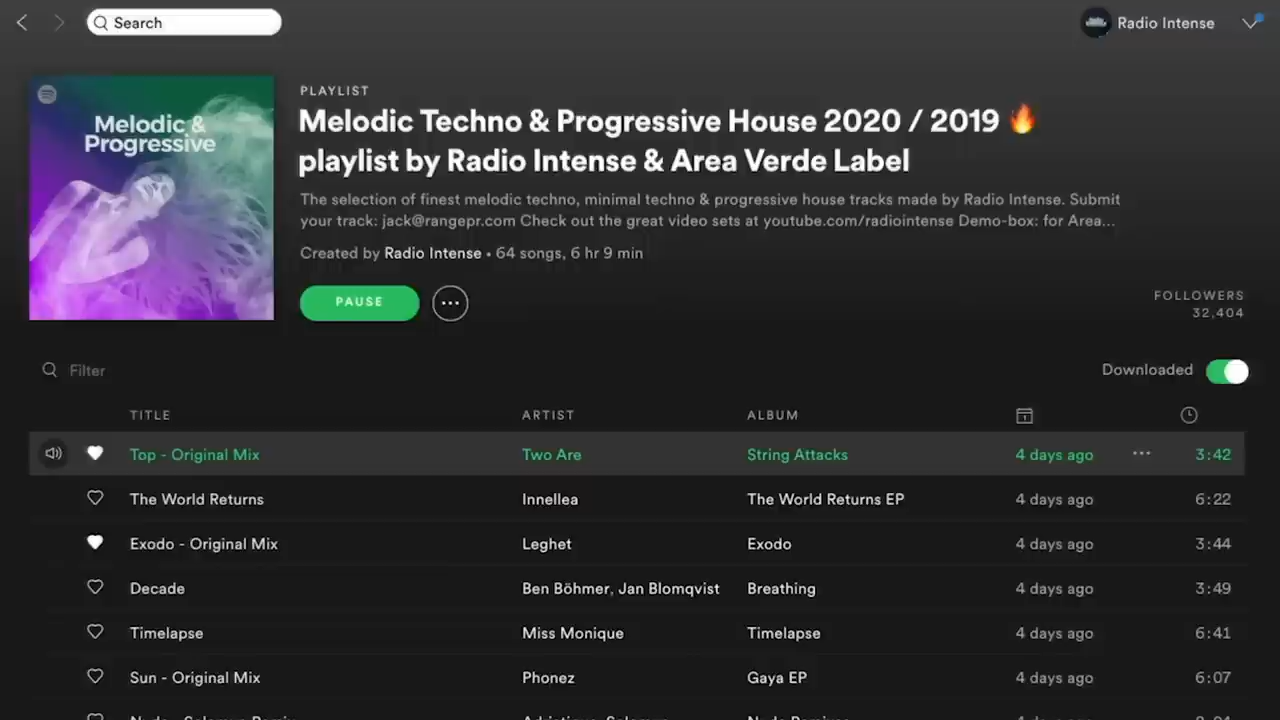 Search
Radio Intense
Melodic &
Progressive
PLAYLIST
Melodic Techno & Progressive House 2020 / 2019 🔥
playlist by Radio Intense & Area Verde Label
The selection of finest melodic techno, minimal techno & progressive house tracks made by Radio Intense. Submit
your track: jack@rangepr.com Check out the great video sets at youtube.com/radiointense Demo-box: for Area...
Created by Radio Intense • 64 songs, 6 hr 9 min
PAUSE
FOLLOWERS
32,404
Filter
Downloaded
TITLE ARTIST ALBUM
Top - Original Mix Two Are String Attacks 4 days ago 3:42
The World Returns Innellea The World Returns EP 4 days ago 6:22
Exodo - Original Mix Leghet Exodo 4 days ago 3:44
Decade Ben Böhmer, Jan Blomqvist Breathing 4 days ago 3:49
Timelapse Miss Monique Timelapse 4 days ago 6:41
Sun - Original Mix Phonez Gaya EP 4 days ago 6:07